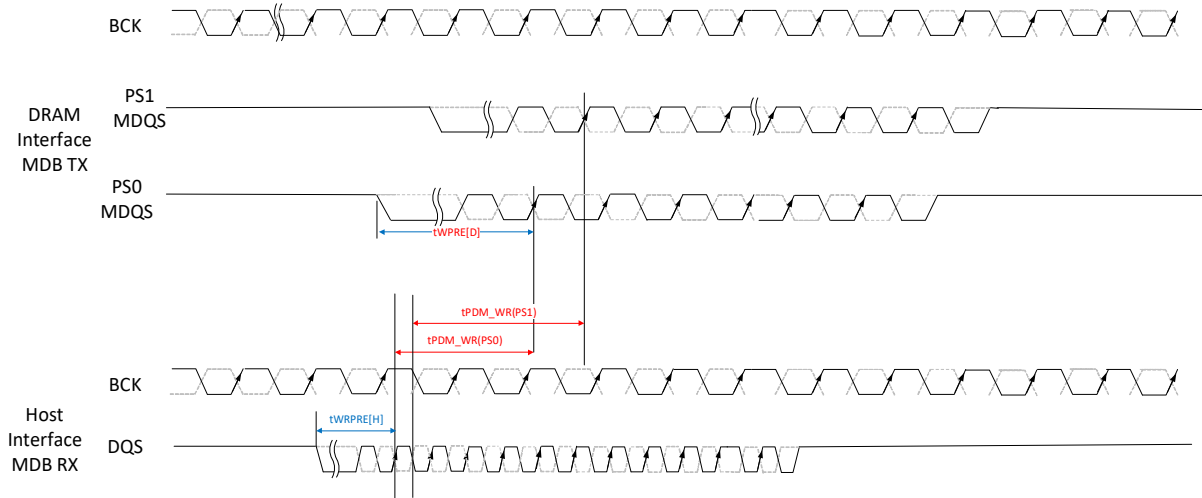 BCK
DRAM
Interface
MDB TX
PS1
MDQS
PS0
MDQS
tWPRE[D]
tPDM_WR(PS1)
tPDM_WR(PS0)
BCK
Host
Interface
MDB RX
tWRPRE[H]
DQS